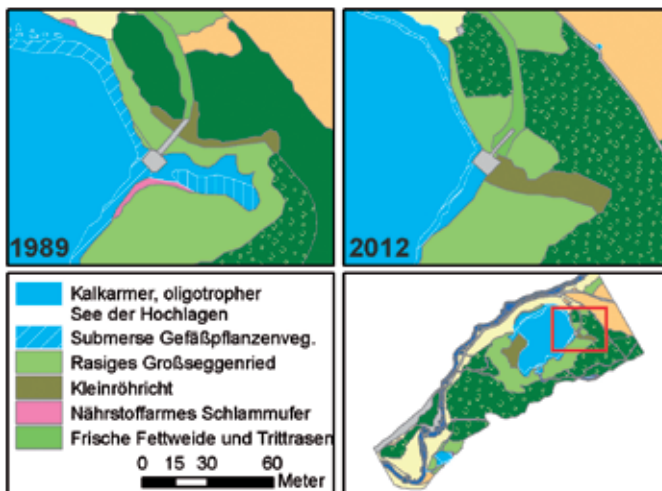 1989
2012
Kalkarmer, oligotropher
See der Hochlagen
Submerse Gefäßpflanzenveg.
Rasiges Großseggenried
Kleinröhricht
Nährstoffarmes Schlammufer
Frische Fettweide und Trittrasen
0 15 30 60
Meter